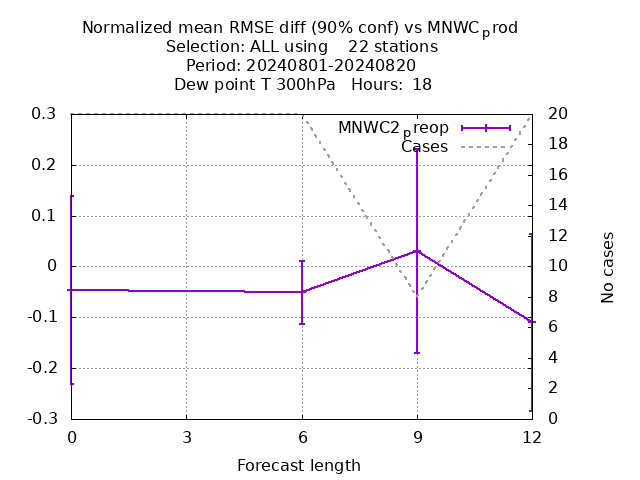 Normalized mean RMSE diff (90% conf) vs MNWCprod
Selection: ALL using    22 stations
Period: 20240801-20240820
Dew point T 300hPa   Hours:  18
MNWC2preop
Cases
0.3
0.2
0.1
0
-0.1
-0.2
-0.3
20
18
16
14
12
10
8
6
4
2
0
No cases
0 3 6 9 12
Forecast length